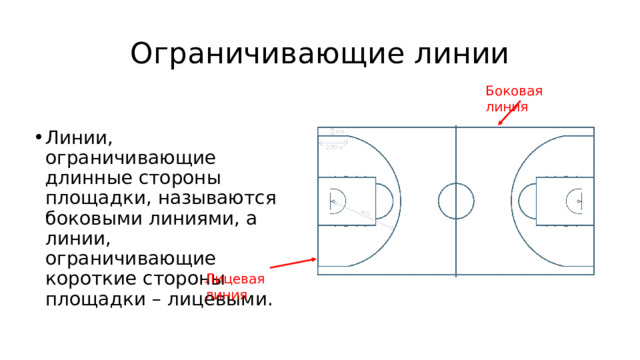 Ограничивающие линии
Боковая
линия
• Линии,
ограничивающие
длинные стороны
площадки, называются
боковыми линиями, а
линии,
ограничивающие
короткие стороны
площадки – лицевыми.
Лицевая
линия